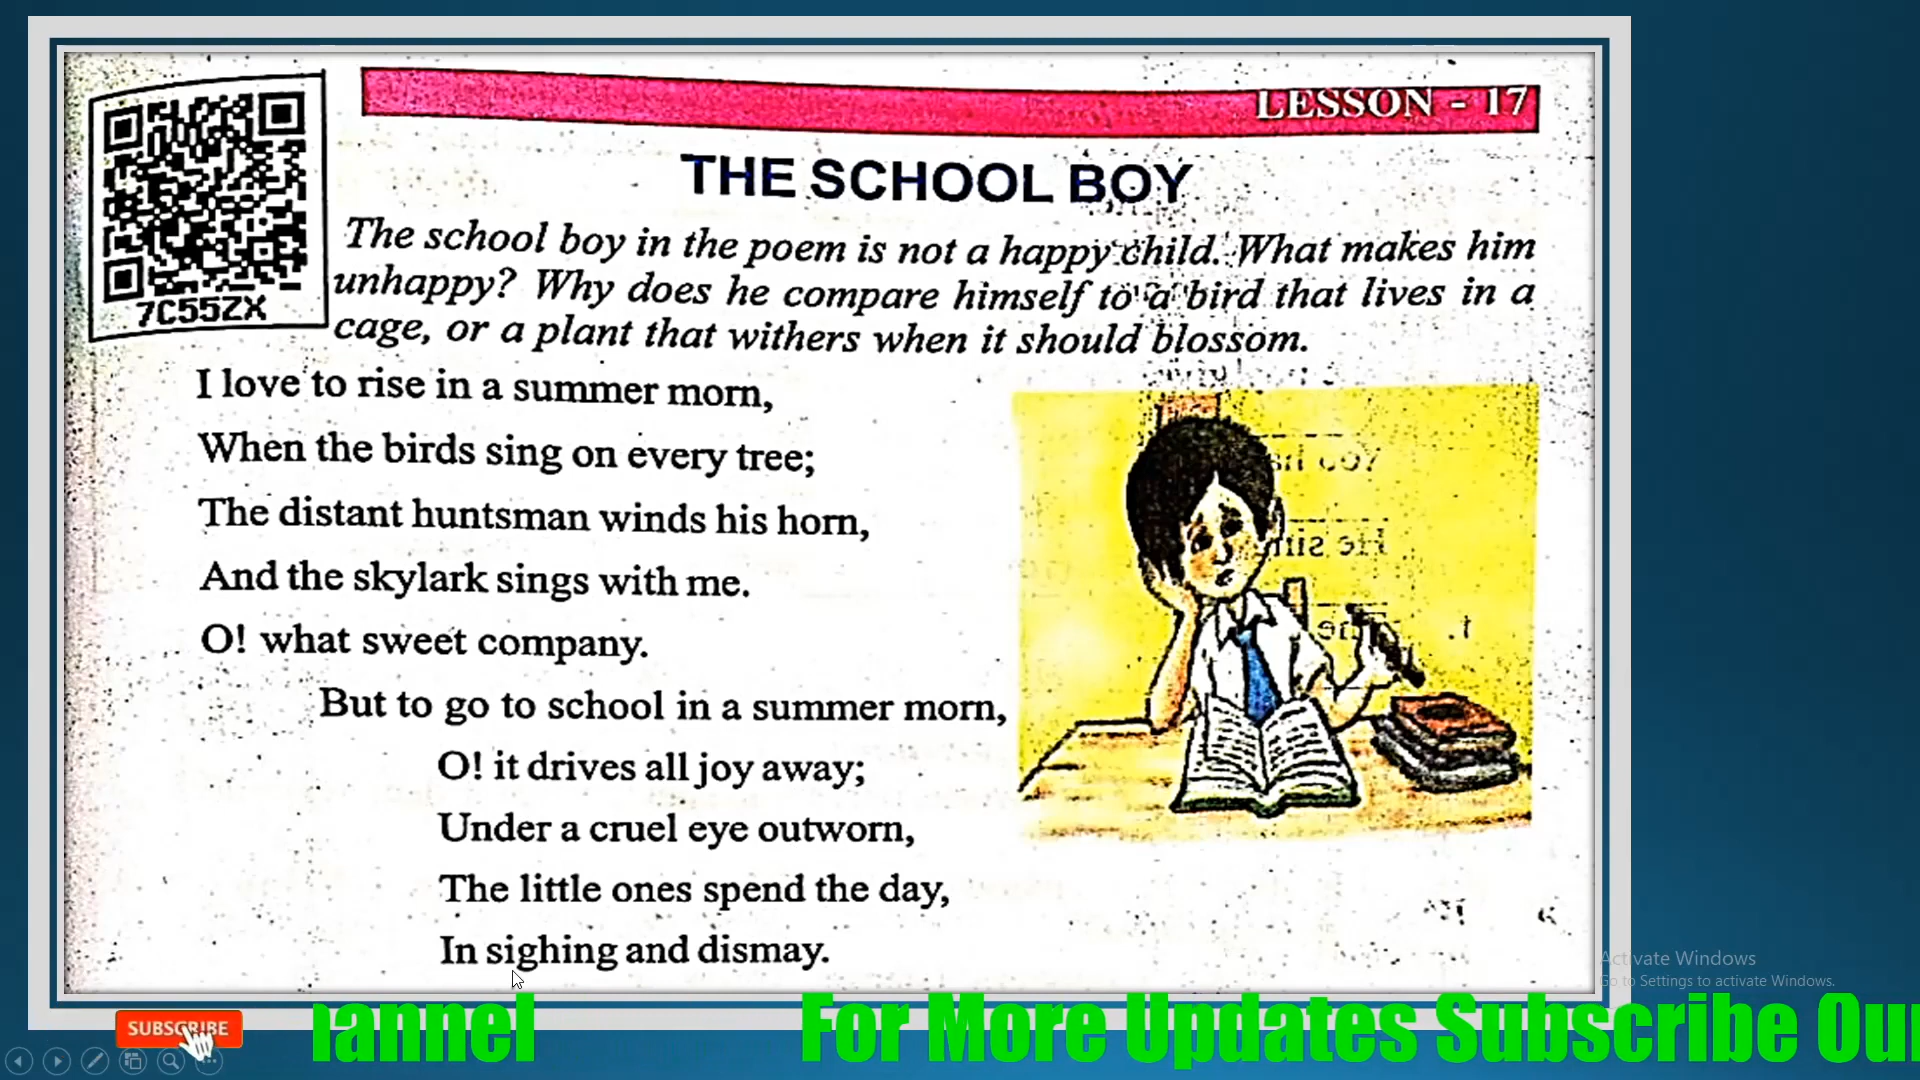 LESSON - 17
7C55ZX
THE SCHOOL BOY
The school boy in the poem is not a happy child. What makes him
unhappy? Why does he compare himself to a bird that lives in a
cage, or a plant that withers when it should blossom.
I love to rise in a summer morn,
When the birds sing on every tree;
The distant huntsman winds his horn,
And the skylark sings with me.
O! what sweet company.
But to go to school in a summer morn,
O! it drives all joy away;
Under a cruel eye outworn,
The little ones spend the day,
In sighing and dismay.
Activate Windows
Go to Settings to activate Windows.
SUBSCRIBE
For More Updates Subscribe